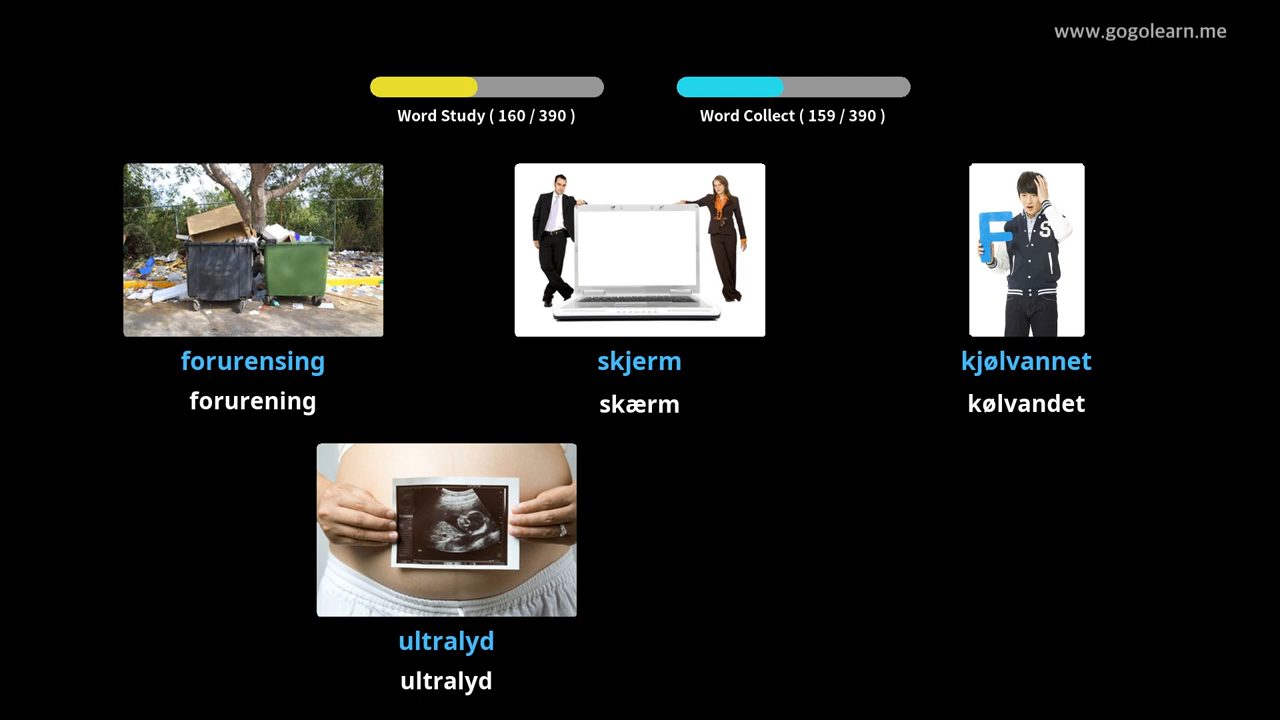 www.gogolearn.me
Word Study ( 160 / 390 )
Word Collect ( 159 / 390 )
F
S
forurensing
skjerm
kjølvannet
forurening
skærm
kølvandet
ultralyd
ultralyd